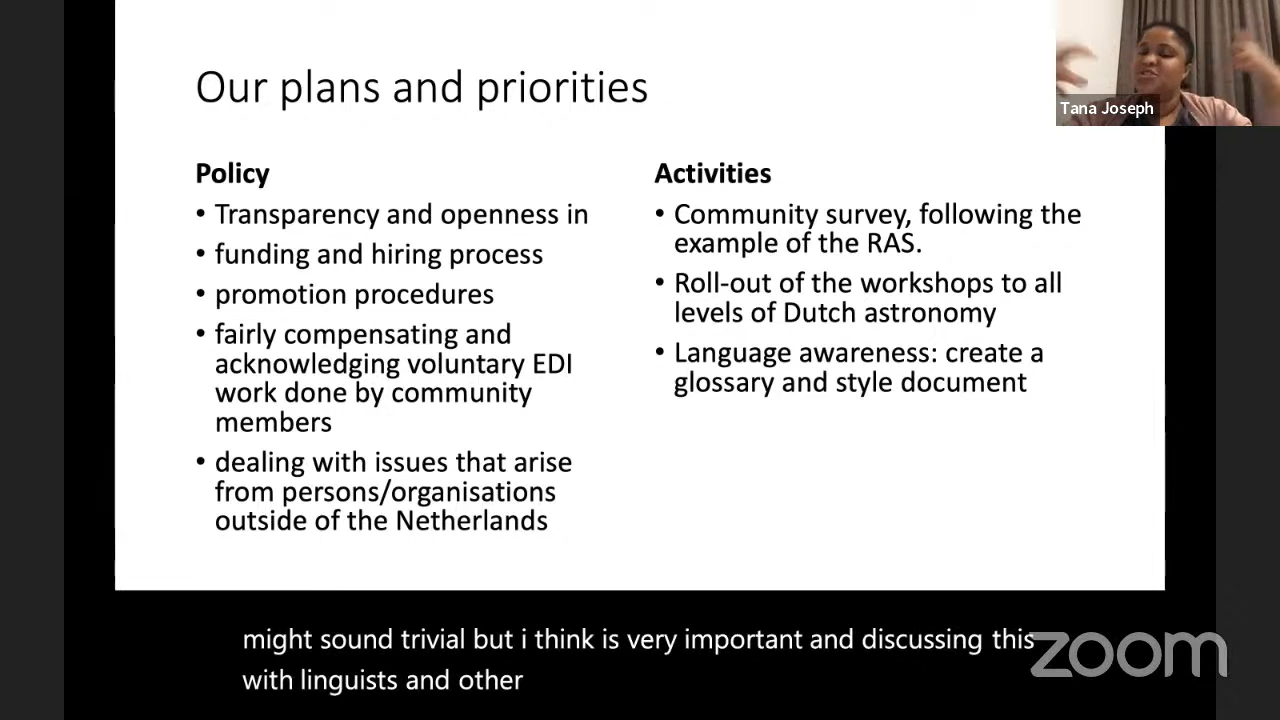 Our plans and priorities
Tana Joseph
Policy
• Transparency and openness in
• funding and hiring process
• promotion procedures
• fairly compensating and
acknowledging voluntary EDI
work done by community
members
• dealing with issues that arise
from persons/organisations
outside of the Netherlands
Activities
• Community survey, following the
example of the RAS.
• Roll-out of the workshops to all
levels of Dutch astronomy
• Language awareness: create a
glossary and style document
might sound trivial but i think is very important and discussing this
with linguists and other
zoom